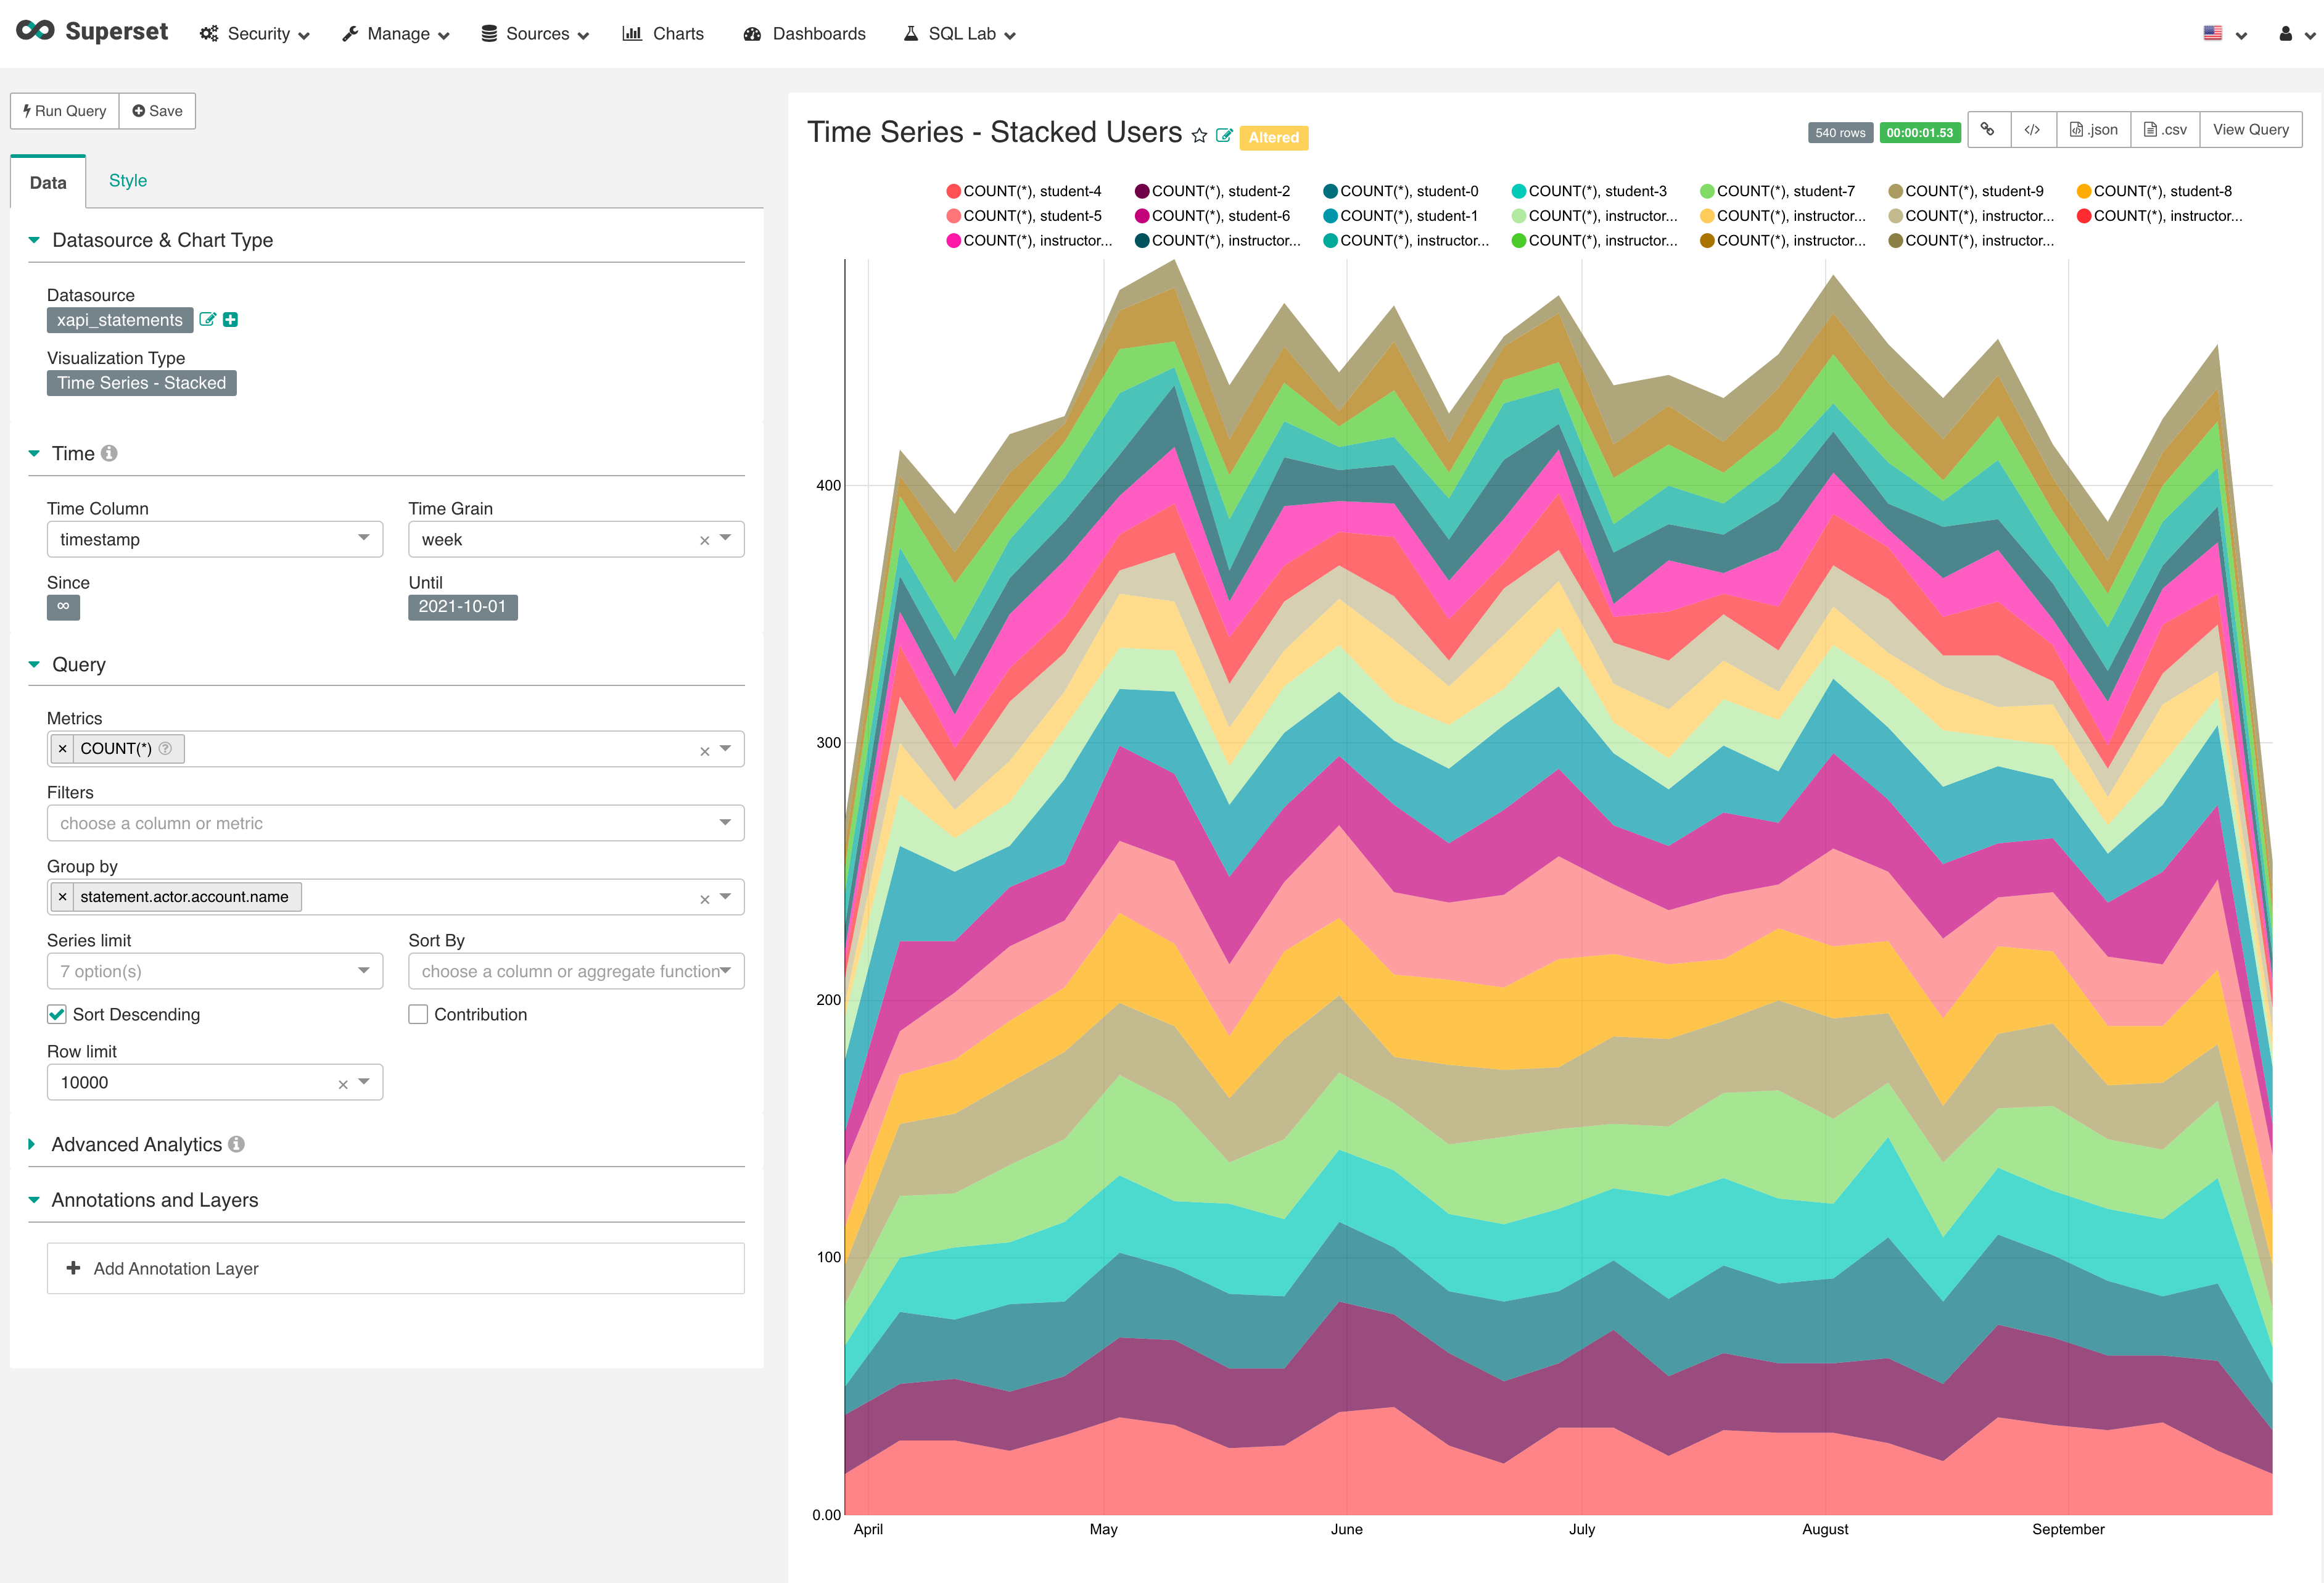 Superset Security Manage Sources Charts Dashboards SQL Lab
Run Query Save
Data Style
Datasource & Chart Type
Datasource
xapi_statements
Visualization Type
Time Series - Stacked
Time
Time Column Time Grain
timestamp week
Since Until
∞ 2021-10-01
Query
Metrics
× COUNT(*)
Filters
choose a column or metric
Group by
× statement.actor.account.name
Series limit Sort By
7 option(s) choose a column or aggregate function
Sort Descending Contribution
Row limit
10000
Advanced Analytics
Annotations and Layers
+ Add Annotation Layer
Time Series - Stacked Users Altered 540 rows 00:00:01.53 </> .json .csv View Query
COUNT(*), student-4 COUNT(*), student-2 COUNT(*), student-0 COUNT(*), student-3 COUNT(*), student-7 COUNT(*), student-9 COUNT(*), student-8
COUNT(*), student-5 COUNT(*), student-6 COUNT(*), student-1 COUNT(*), instructor... COUNT(*), instructor... COUNT(*), instructor... COUNT(*), instructor...
COUNT(*), instructor... COUNT(*), instructor... COUNT(*), instructor... COUNT(*), instructor... COUNT(*), instructor... COUNT(*), instructor...
400
300
200
100
0.00
April May June July August September